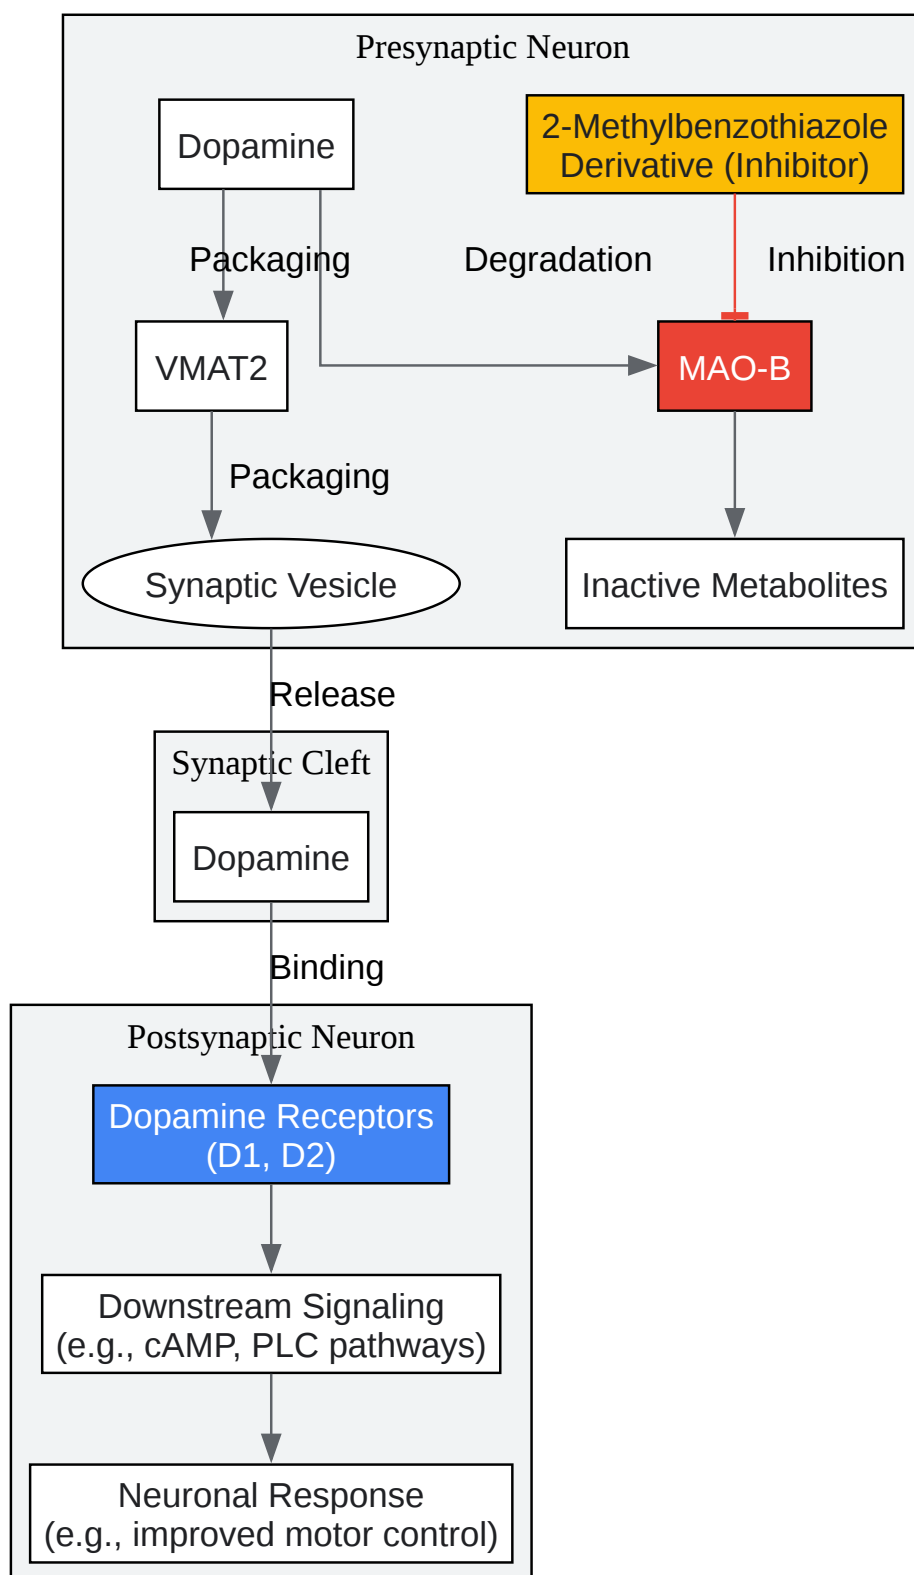 Presynaptic Neuron
Dopamine
2-Methylbenzothiazole
Derivative (Inhibitor)
Packaging
Degradation
Inhibition
VMAT2
MAO-B
Packaging
Synaptic Vesicle
Inactive Metabolites
Release
Synaptic Cleft
Dopamine
Binding
Postsynaptic Neuron
Dopamine Receptors
(D1, D2)
Downstream Signaling
(e.g., cAMP, PLC pathways)
Neuronal Response
(e.g., improved motor control)